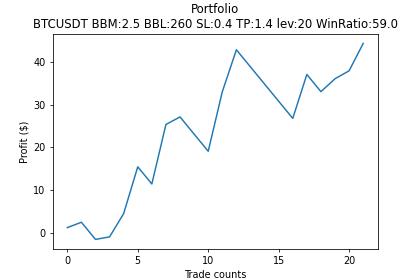 Portfolio
BTCUSDT BBM:2.5 BBL:260 SL:0.4 TP:1.4 lev:20 WinRatio:59.0
40
30
20
10
0
Profit ($)
0 5 10 15 20
Trade counts